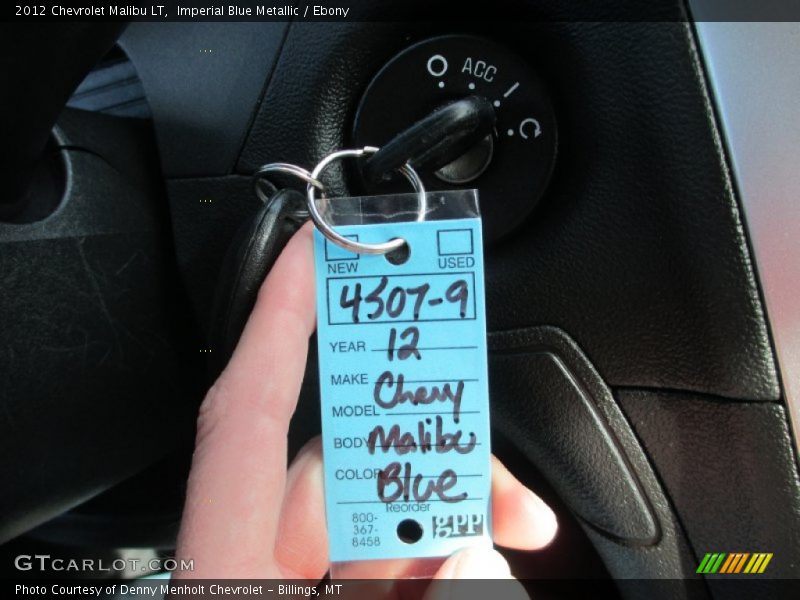 2012 Chevrolet Malibu LT, Imperial Blue Metallic / Ebony
ACC
NEW USED
4507-9
YEAR 12
MAKE Chevy
MODEL
BODY Malibu
COLOR Blue
Reorder
800-
367-
8458
gpp
GTCARLOT.COM
Photo Courtesy of Denny Menholt Chevrolet - Billings, MT